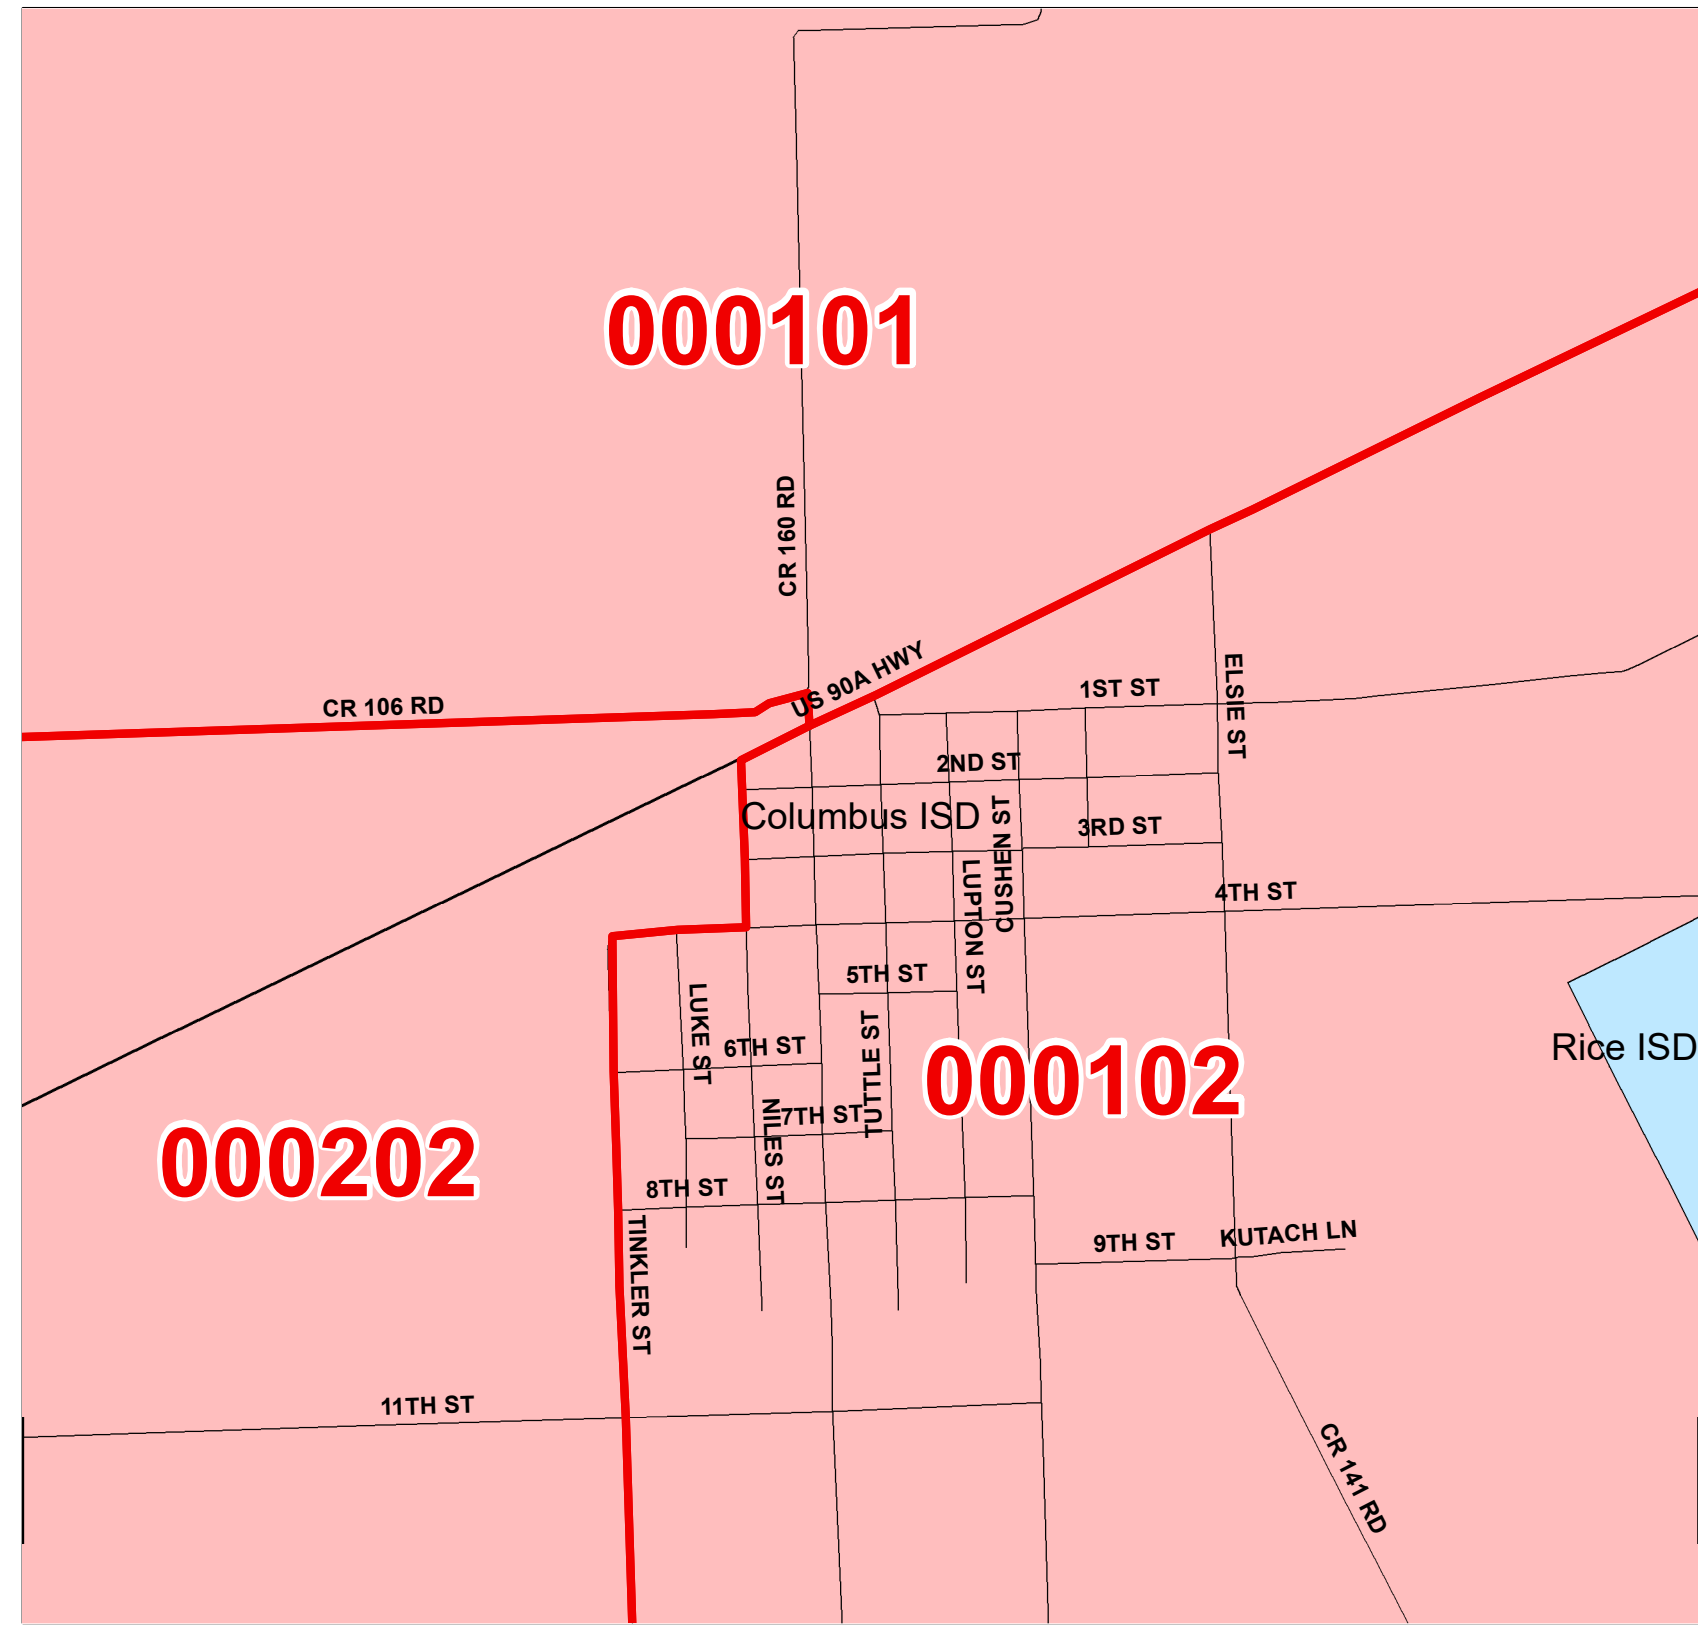 000101
CR 160 RD
US 90A HWY
CR 106 RD
1ST ST
ELSIE ST
2ND ST
Columbus ISD
CUSHEN ST
3RD ST
LUPTON ST
4TH ST
5TH ST
LUKE ST
6TH ST
TUTTLE ST
Rice ISD
000102
7TH ST
NILES ST
000202
8TH ST
TINKLER ST
9TH ST
KUTACH LN
11TH ST
CR 141 RD